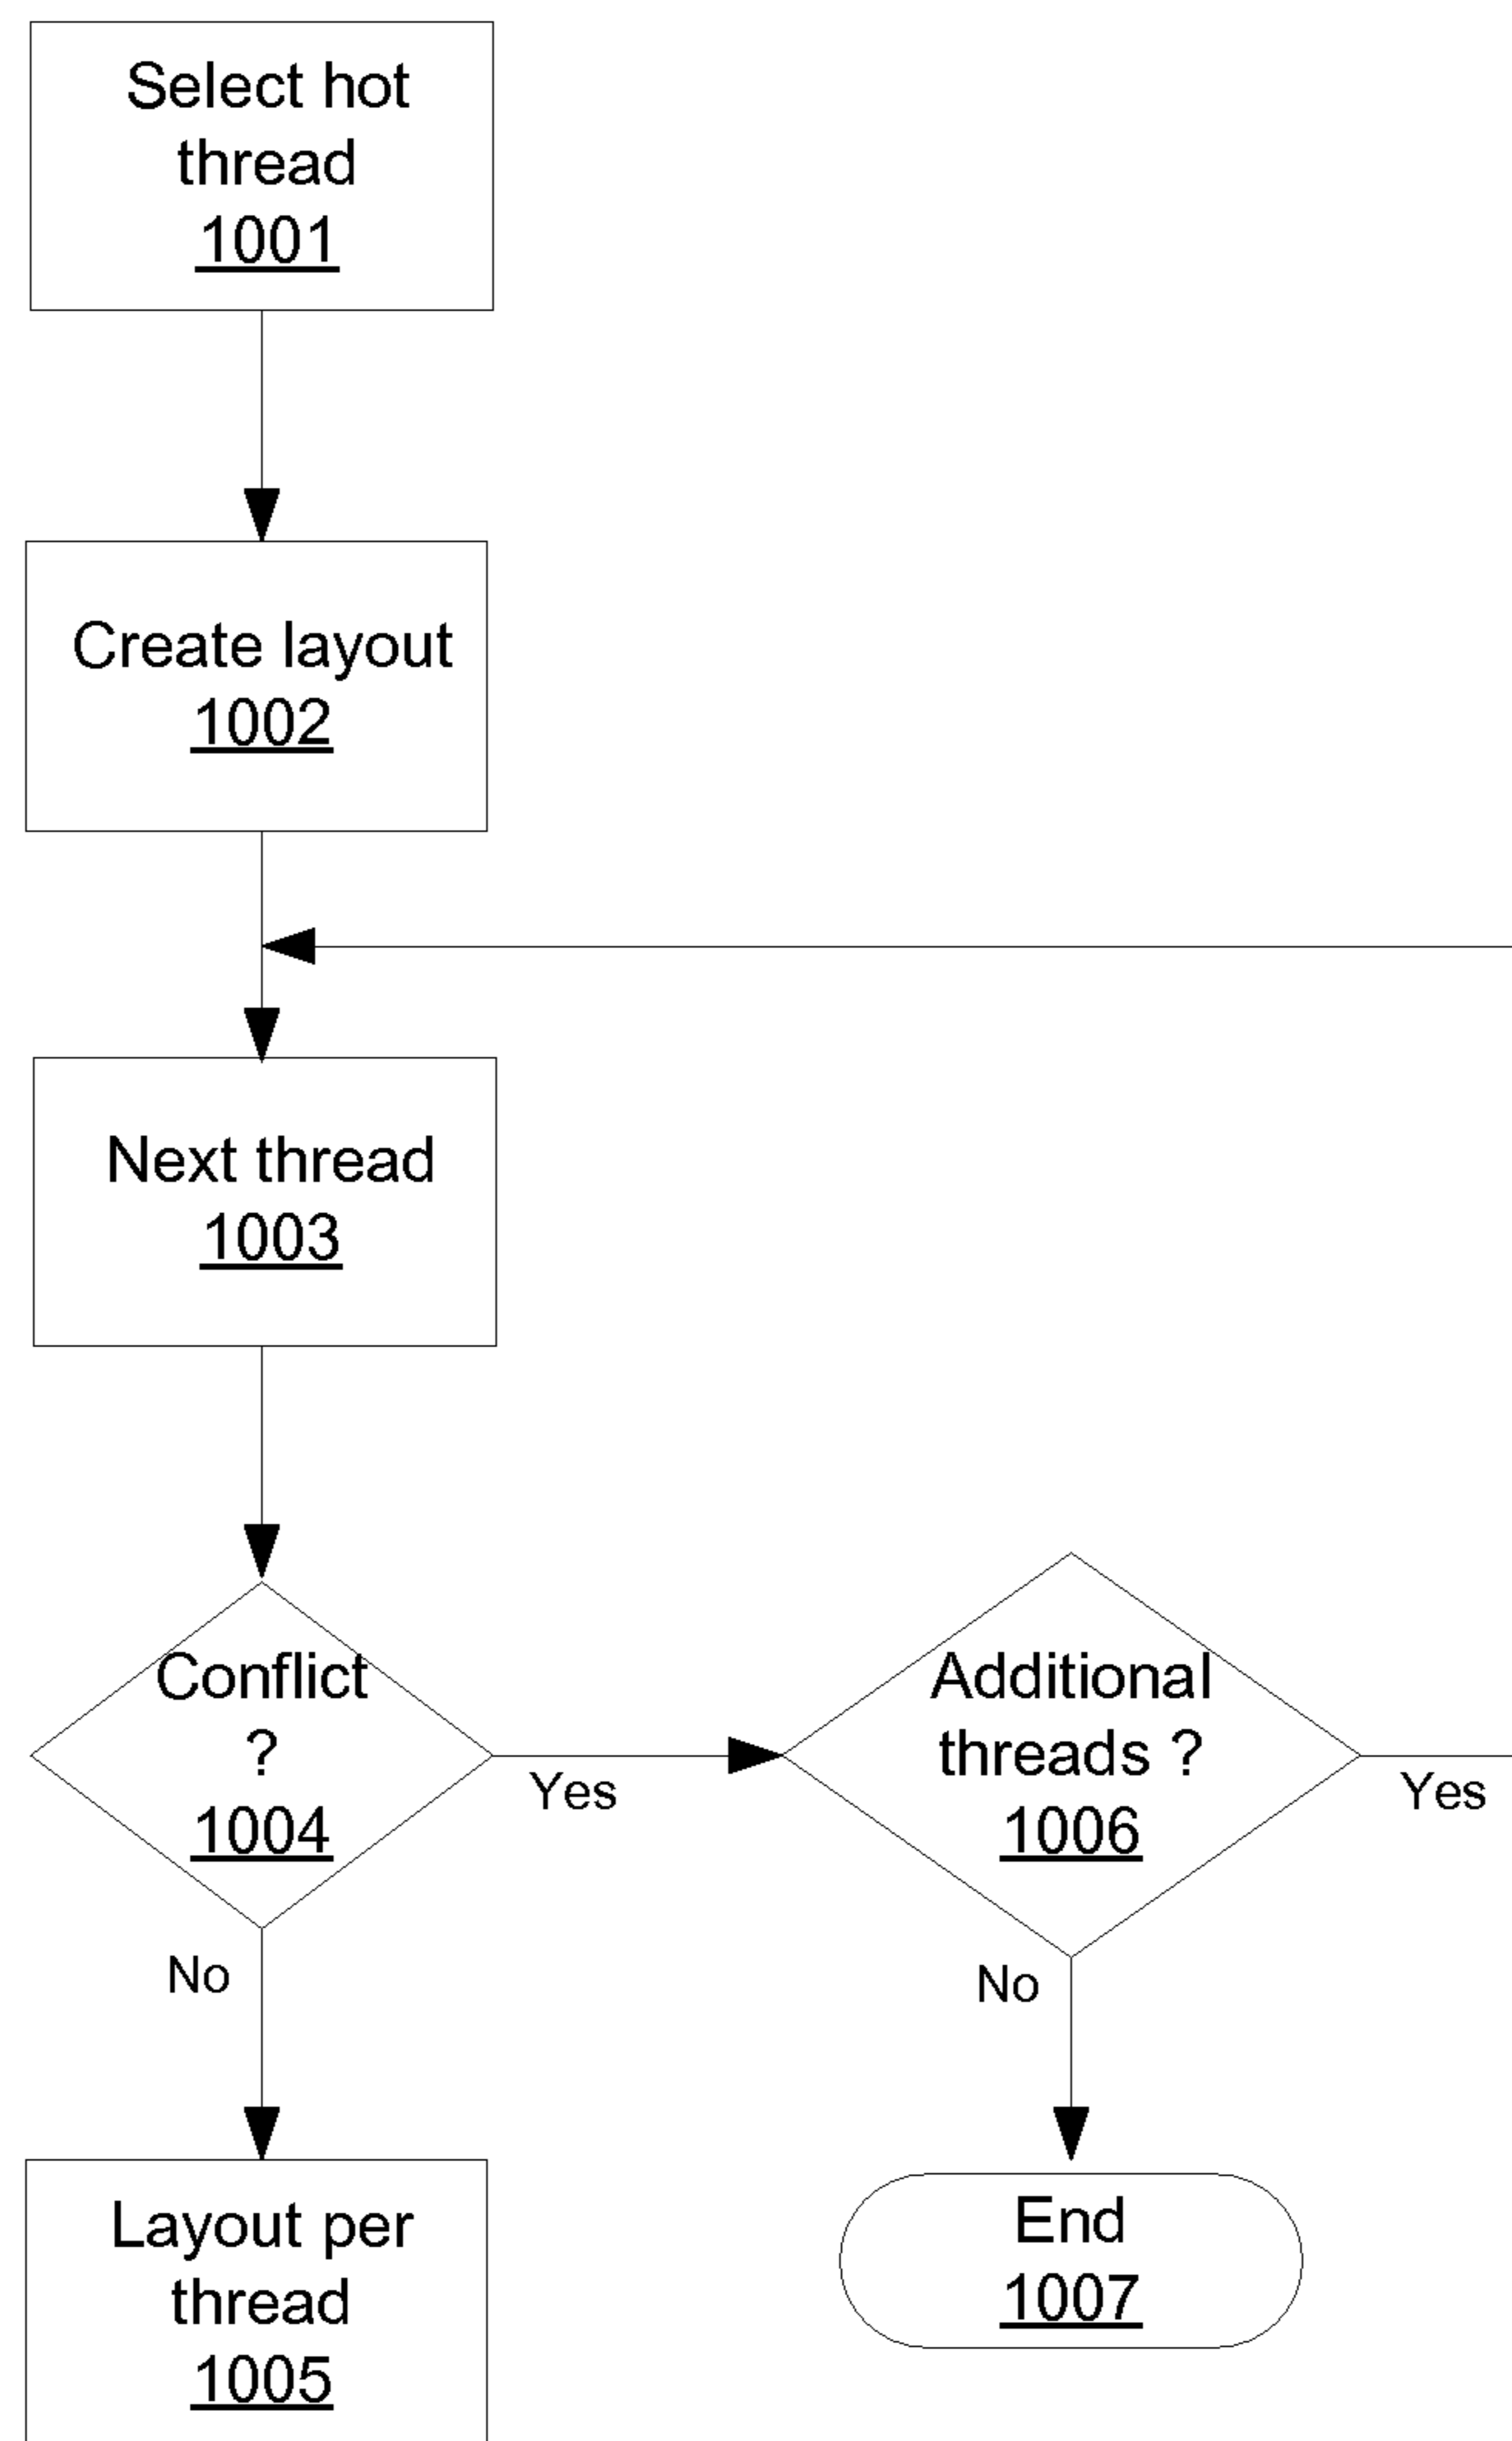 Select hot
thread
1001
Create layout
1002
Next thread
1003
Conflict
?
1004
Yes
No
Additional
threads ?
1006
Yes
No
Layout per
thread
1005
End
1007